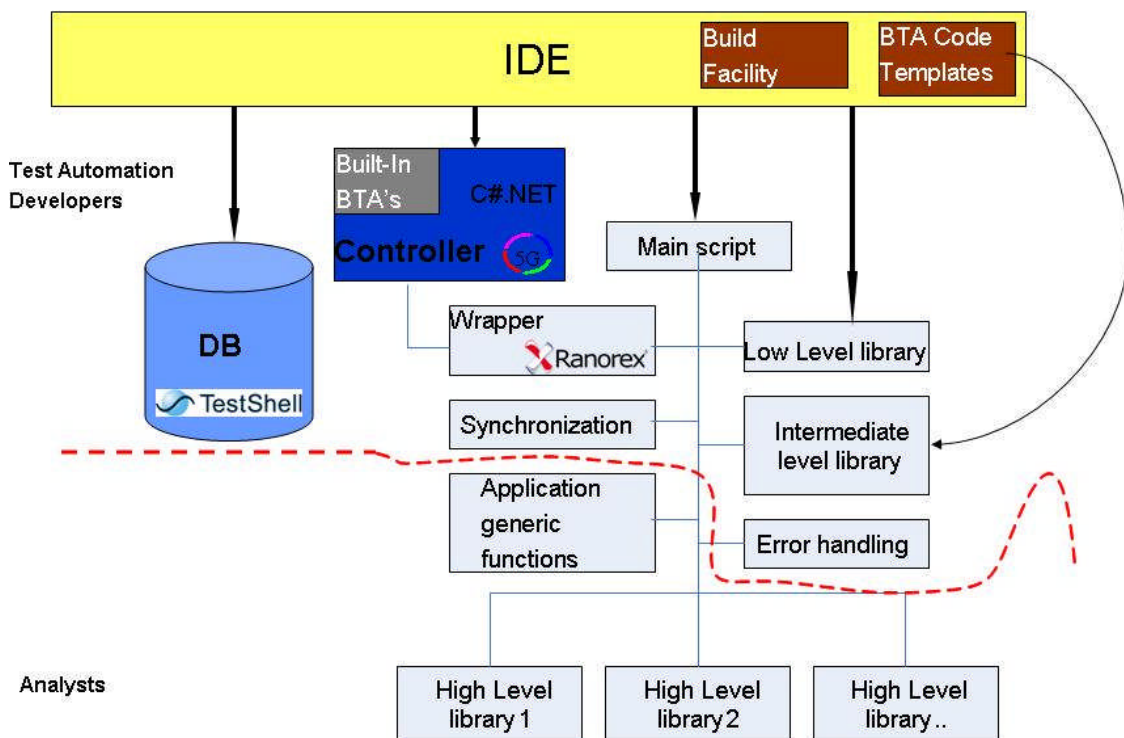 IDE
Build
Facility
BTA Code
Templates
Test Automation
Developers
Built-In
BTA's
C#.NET
Controller
5G
Main script
DB
TestShell
Wrapper
Ranorex
Low Level library
Synchronization
Intermediate
level library
Application
generic
functions
Error handling
Analysts
High Level
library 1
High Level
library 2
High Level
library..